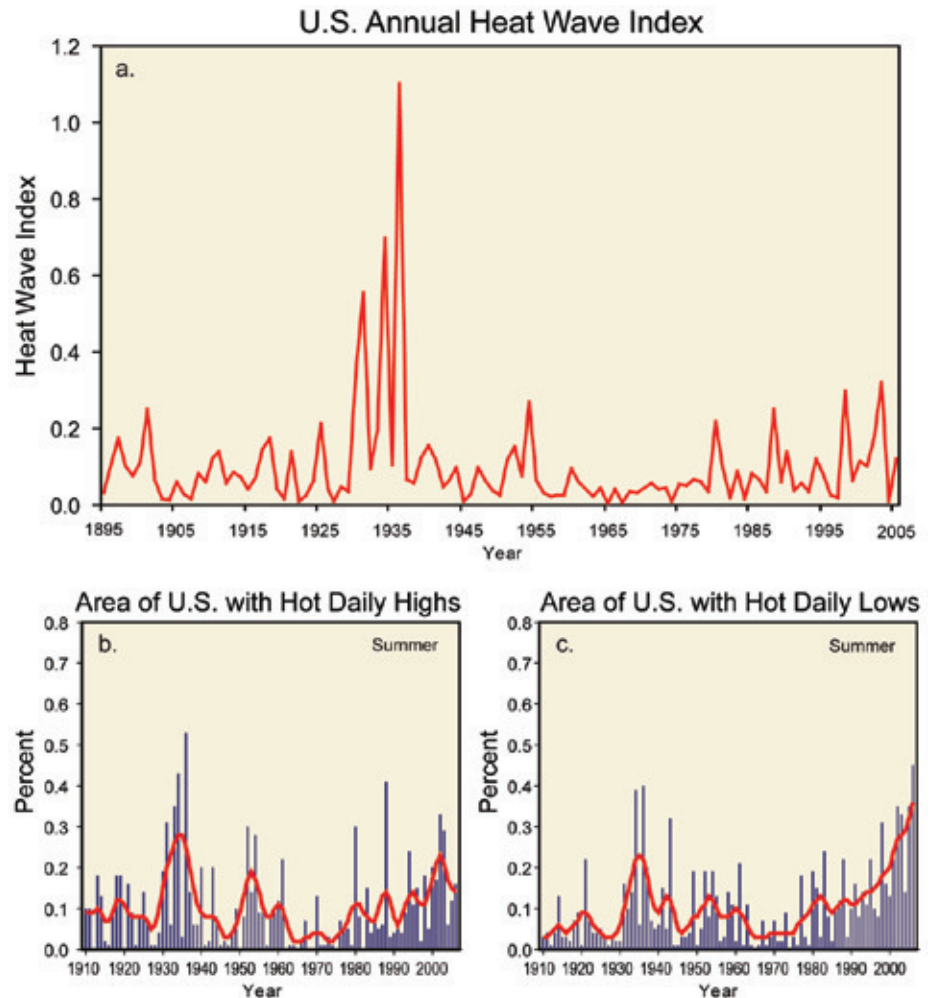 U.S. Annual Heat Wave Index
a.
Heat Wave Index
1.2
1.0
0.8
0.6
0.4
0.2
0.0
1895 1905 1915 1925 1935 1945 1955 1965 1975 1985 1995 2005
Year
Area of U.S. with Hot Daily Highs
b.
Summer
Percent
0.8
0.7
0.6
0.5
0.4
0.3
0.2
0.1
0.0
1910 1920 1930 1940 1950 1960 1970 1980 1990 2000
Year
Area of U.S. with Hot Daily Lows
c.
Summer
Percent
0.8
0.7
0.6
0.5
0.4
0.3
0.2
0.1
0.0
1910 1920 1930 1940 1950 1960 1970 1980 1990 2000
Year